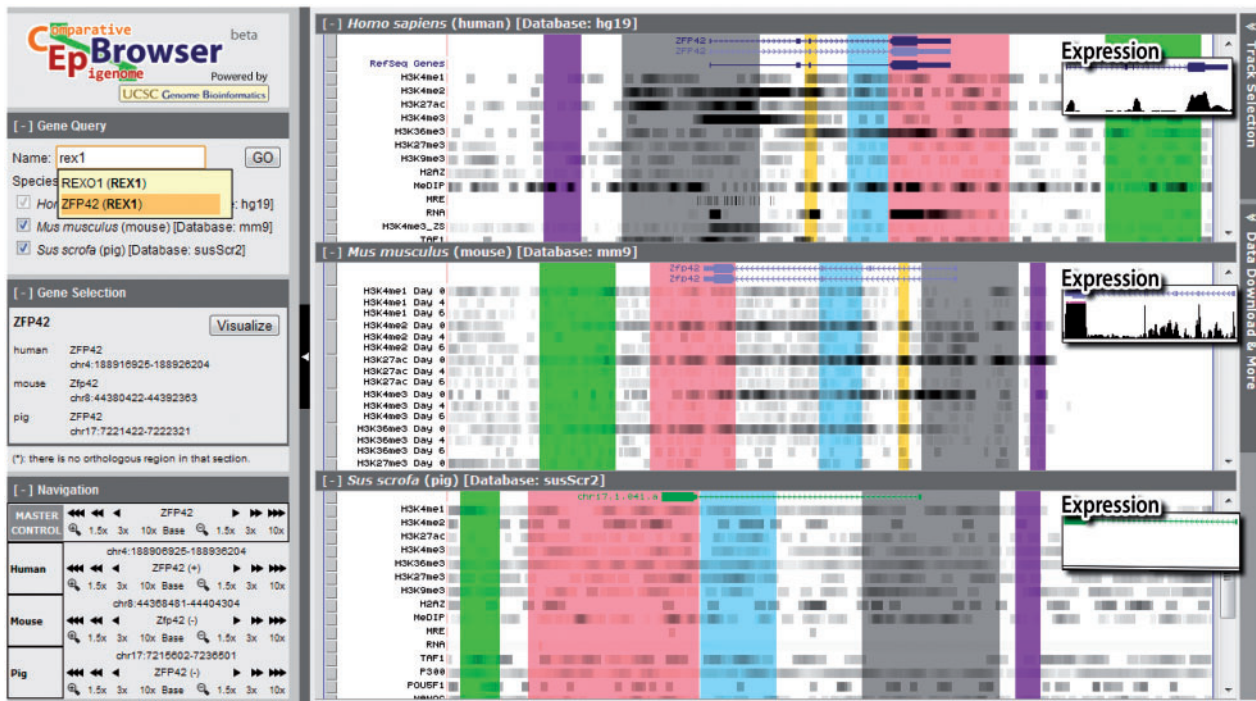 Comparative
EpiGenome
Browser
beta
Powered by
UCSC Genome Bioinformatics
[-] Gene Query
Name: rex1 GO
REXO1 (REX1)
ZFP42 (REX1)
Species
Hom e: hg19]
Mus musculus (mouse) [Database: mm9]
Sus scrofa (pig) [Database: susScr2]
[-] Gene Selection
ZFP42 Visualize
human ZFP42
chr4:188916925-188926204
mouse Zfp42
chr8:44380422-44392363
pig ZFP42
chr17:7221422-7222321
(*): there is no orthologous region in that section.
[-] Navigation
MASTER CONTROL ZFP42
1.5x 3x 10x Base 1.5x 3x 10x
chr4:188906925-188936204
Human ZFP42 (+)
1.5x 3x 10x Base 1.5x 3x 10x
chr8:44368481-44404304
Mouse Zfp42 (-)
1.5x 3x 10x Base 1.5x 3x 10x
chr17:7215602-7236501
Pig ZFP42 (-)
1.5x 3x 10x Base 1.5x 3x 10x
[-] Homo sapiens (human) [Database: hg19]
ZFP42
ZFP42
RefSeq Genes
H3K4me1
H3K4me2
H3K27ac
H3K4me3
H3K36me3
H3K27me3
H3K9me3
H2AZ
MeDIP
MRE
RNA
H3K4me3_ZS
TAF1
Expression
[-] Mus musculus (mouse) [Database: mm9]
Zfp42
Zfp42
H3K4me1 Day 0
H3K4me1 Day 4
H3K4me1 Day 6
H3K4me2 Day 0
H3K4me2 Day 4
H3K4me2 Day 6
H3K27ac Day 0
H3K27ac Day 4
H3K27ac Day 6
H3K4me3 Day 0
H3K4me3 Day 4
H3K4me3 Day 6
H3K36me3 Day 0
H3K36me3 Day 4
H3K36me3 Day 6
H3K27me3 Day 0
Expression
[-] Sus scrofa (pig) [Database: susScr2]
chr17.1.041.a
H3K4me1
H3K4me2
H3K27ac
H3K4me3
H3K36me3
H3K27me3
H3K9me3
H2AZ
MeDIP
MRE
RNA
TAF1
P300
POU5F1
NANOG
Expression
Track Selection
Data Download & More